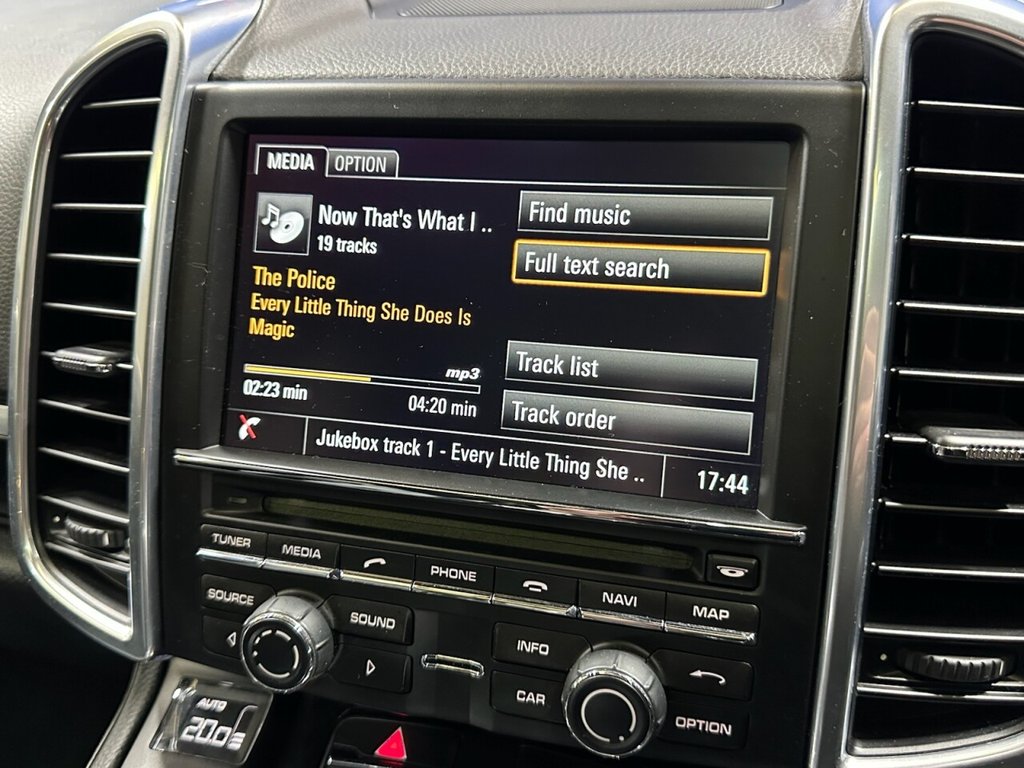 MEDIA OPTION
Now That's What I ..
19 tracks
The Police
Every Little Thing She Does Is
Magic
mp3
02:23 min
04:20 min
Find music
Full text search
Track list
Track order
Jukebox track 1 - Every Little Thing She ..
17:44
TUNER
MEDIA
PHONE
NAVI
MAP
SOURCE
SOUND
INFO
CAR
OPTION
AUTO
20.0